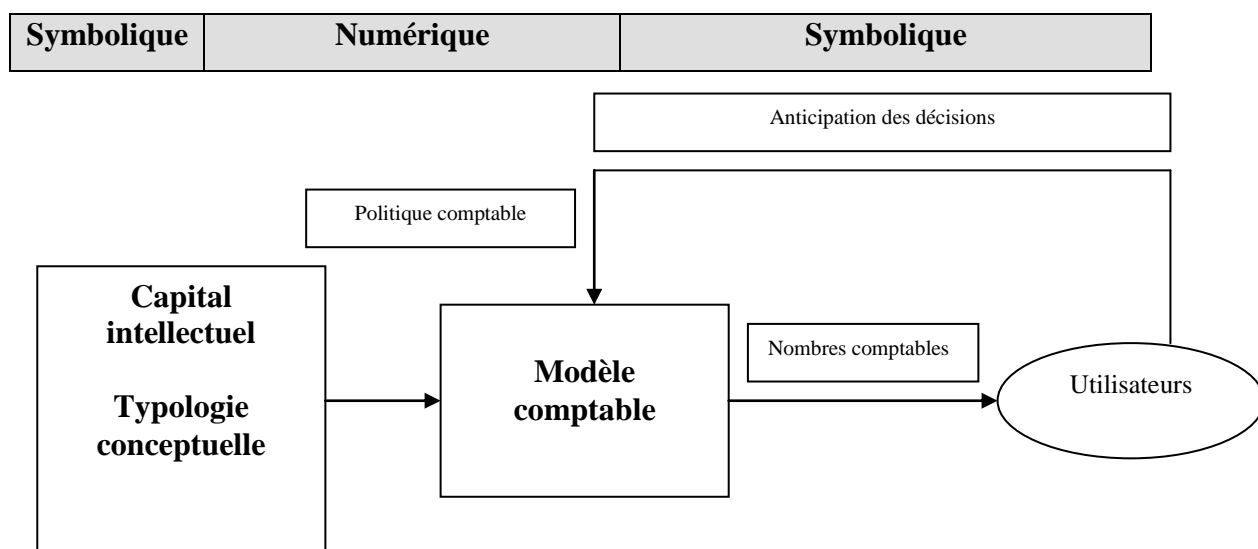 Symbolique Numérique Symbolique
Anticipation des décisions
Politique comptable
Capital
intellectuel
Typologie
conceptuelle
Modèle
comptable
Nombres comptables
Utilisateurs